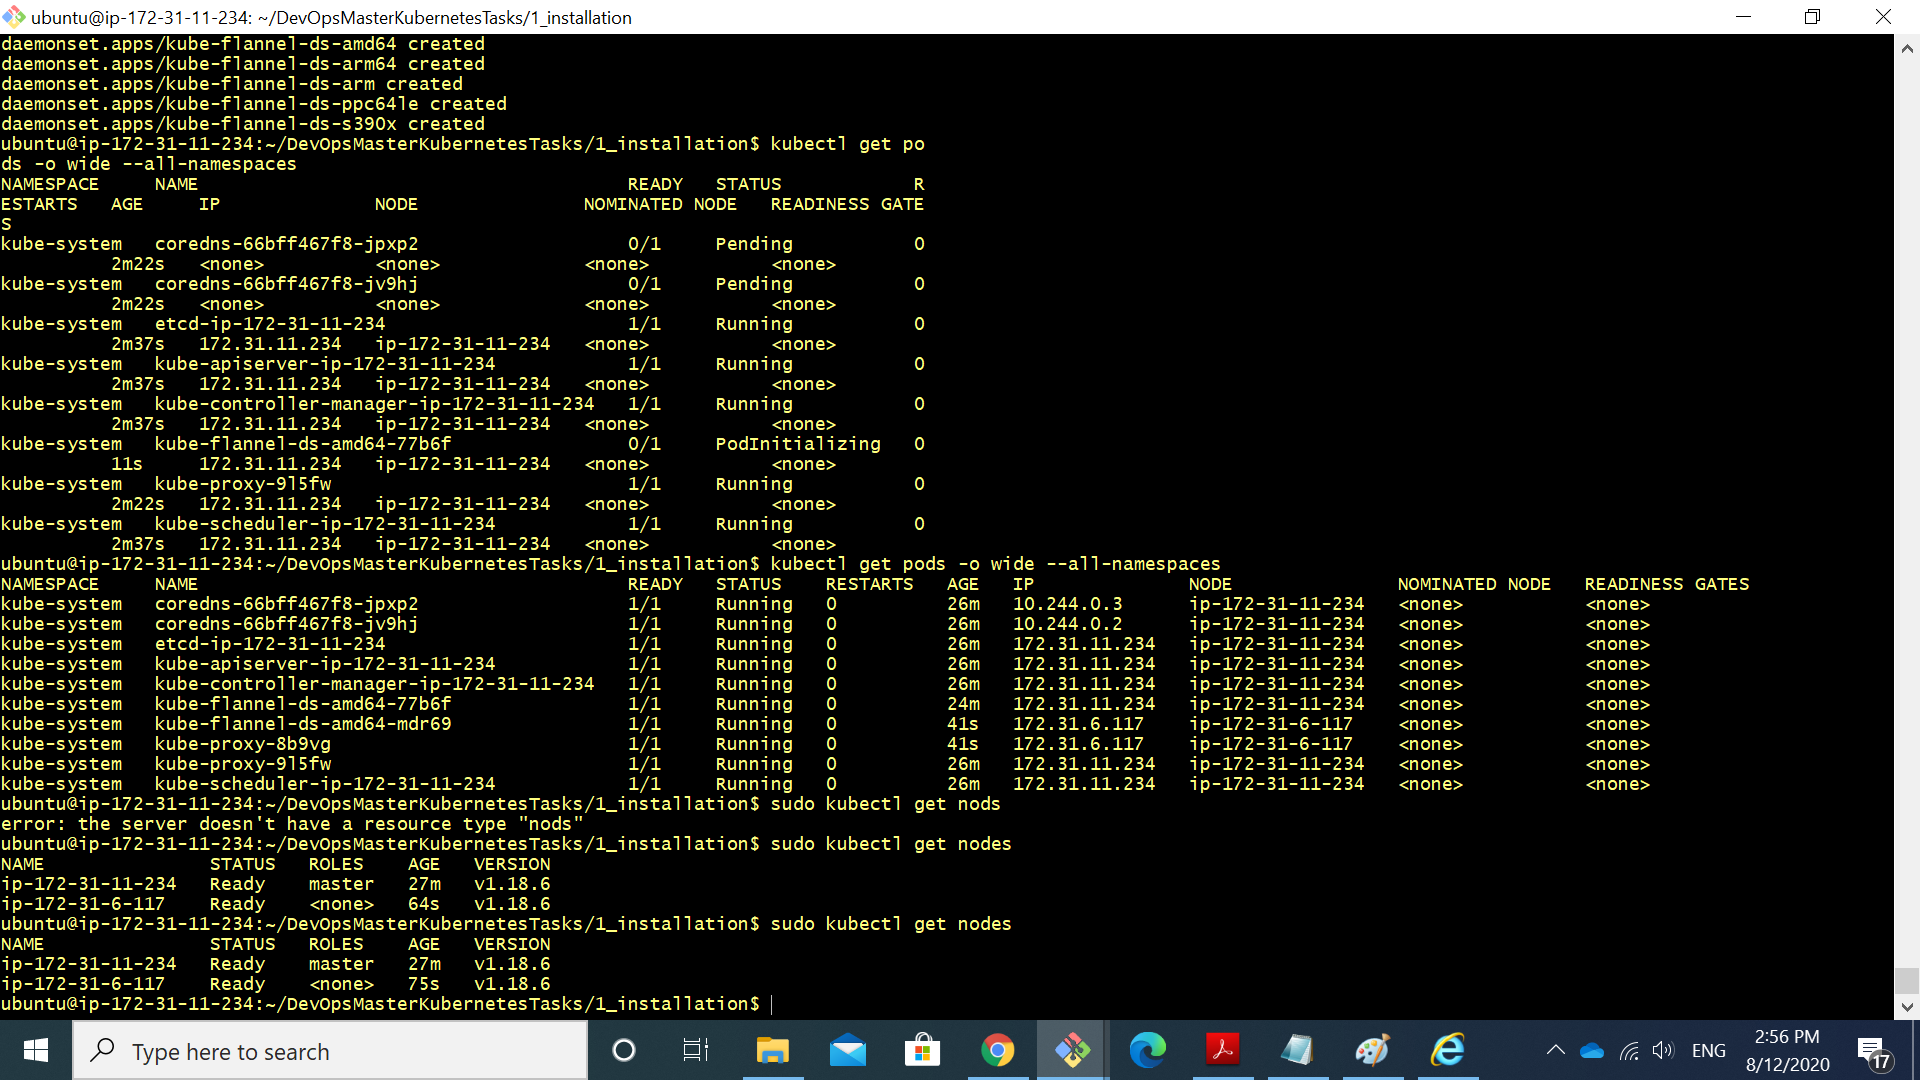 ubuntu@ip-172-31-11-234: ~/DevOpsMasterKubernetesTasks/1_installation
daemonset.apps/kube-flannel-ds-amd64 created
daemonset.apps/kube-flannel-ds-arm64 created
daemonset.apps/kube-flannel-ds-arm created
daemonset.apps/kube-flannel-ds-ppc64le created
daemonset.apps/kube-flannel-ds-s390x created
ubuntu@ip-172-31-11-234:~/DevOpsMasterKubernetesTasks/1_installation$ kubectl get po
ds -o wide --all-namespaces
NAMESPACE     NAME                                       READY   STATUS            R
ESTARTS   AGE     IP              NODE               NOMINATED NODE   READINESS GATE
S
kube-system   coredns-66bff467f8-jpxp2                   0/1     Pending           0
          2m22s   <none>          <none>             <none>           <none>
kube-system   coredns-66bff467f8-jv9hj                   0/1     Pending           0
          2m22s   <none>          <none>             <none>           <none>
kube-system   etcd-ip-172-31-11-234                      1/1     Running           0
          2m37s   172.31.11.234   ip-172-31-11-234   <none>           <none>
kube-system   kube-apiserver-ip-172-31-11-234            1/1     Running           0
          2m37s   172.31.11.234   ip-172-31-11-234   <none>           <none>
kube-system   kube-controller-manager-ip-172-31-11-234   1/1     Running           0
          2m37s   172.31.11.234   ip-172-31-11-234   <none>           <none>
kube-system   kube-flannel-ds-amd64-77b6f                0/1     PodInitializing   0
          11s     172.31.11.234   ip-172-31-11-234   <none>           <none>
kube-system   kube-proxy-9l5fw                           1/1     Running           0
          2m22s   172.31.11.234   ip-172-31-11-234   <none>           <none>
kube-system   kube-scheduler-ip-172-31-11-234            1/1     Running           0
          2m37s   172.31.11.234   ip-172-31-11-234   <none>           <none>
ubuntu@ip-172-31-11-234:~/DevOpsMasterKubernetesTasks/1_installation$ kubectl get pods -o wide --all-namespaces
NAMESPACE     NAME                                       READY   STATUS    RESTARTS   AGE   IP              NODE               NOMINATED NODE   READINESS GATES
kube-system   coredns-66bff467f8-jpxp2                   1/1     Running   0          26m   10.244.0.3      ip-172-31-11-234   <none>           <none>
kube-system   coredns-66bff467f8-jv9hj                   1/1     Running   0          26m   10.244.0.2      ip-172-31-11-234   <none>           <none>
kube-system   etcd-ip-172-31-11-234                      1/1     Running   0          26m   172.31.11.234   ip-172-31-11-234   <none>           <none>
kube-system   kube-apiserver-ip-172-31-11-234            1/1     Running   0          26m   172.31.11.234   ip-172-31-11-234   <none>           <none>
kube-system   kube-controller-manager-ip-172-31-11-234   1/1     Running   0          26m   172.31.11.234   ip-172-31-11-234   <none>           <none>
kube-system   kube-flannel-ds-amd64-77b6f                1/1     Running   0          24m   172.31.11.234   ip-172-31-11-234   <none>           <none>
kube-system   kube-flannel-ds-amd64-mdr69                1/1     Running   0          41s   172.31.6.117    ip-172-31-6-117    <none>           <none>
kube-system   kube-proxy-8b9vg                           1/1     Running   0          41s   172.31.6.117    ip-172-31-6-117    <none>           <none>
kube-system   kube-proxy-9l5fw                           1/1     Running   0          26m   172.31.11.234   ip-172-31-11-234   <none>           <none>
kube-system   kube-scheduler-ip-172-31-11-234            1/1     Running   0          26m   172.31.11.234   ip-172-31-11-234   <none>           <none>
ubuntu@ip-172-31-11-234:~/DevOpsMasterKubernetesTasks/1_installation$ sudo kubectl get nods
error: the server doesn't have a resource type "nods"
ubuntu@ip-172-31-11-234:~/DevOpsMasterKubernetesTasks/1_installation$ sudo kubectl get nodes
NAME               STATUS   ROLES    AGE   VERSION
ip-172-31-11-234   Ready    master   27m   v1.18.6
ip-172-31-6-117    Ready    <none>   64s   v1.18.6
ubuntu@ip-172-31-11-234:~/DevOpsMasterKubernetesTasks/1_installation$ sudo kubectl get nodes
NAME               STATUS   ROLES    AGE   VERSION
ip-172-31-11-234   Ready    master   27m   v1.18.6
ip-172-31-6-117    Ready    <none>   75s   v1.18.6
ubuntu@ip-172-31-11-234:~/DevOpsMasterKubernetesTasks/1_installation$
Type here to search
ENG
2:56 PM
8/12/2020
17